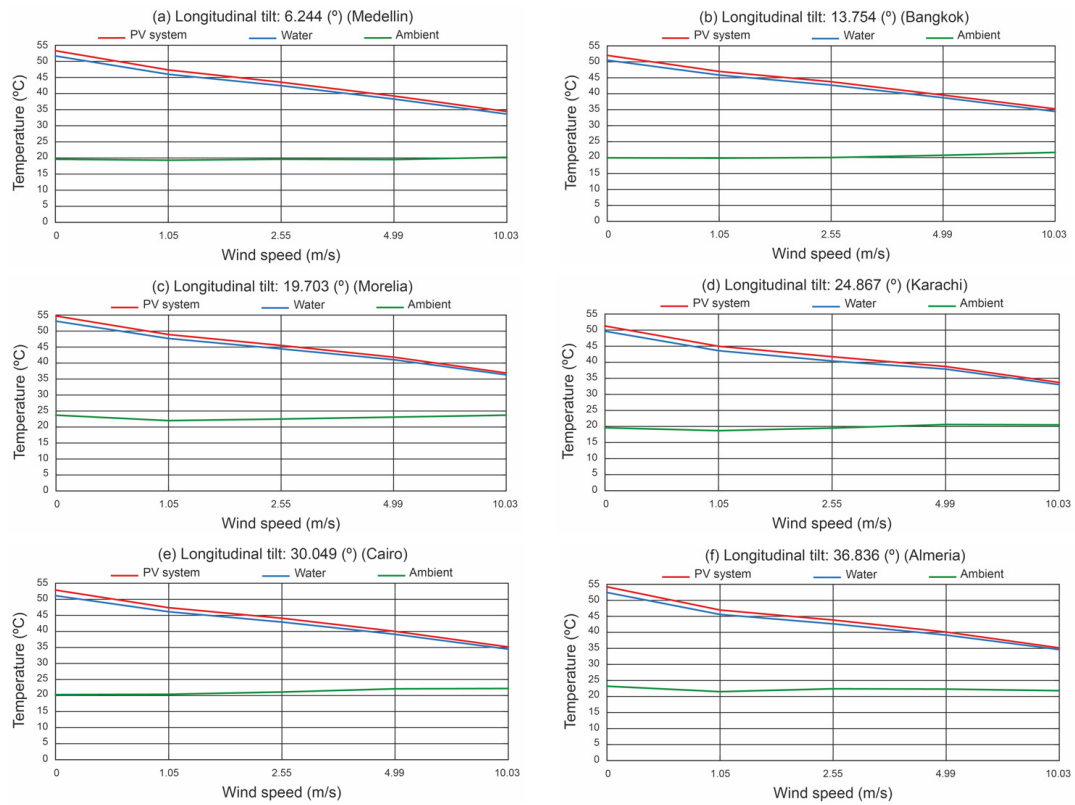 (a) Longitudinal tilt: 6.244 (º) (Medellin)
PV system Water Ambient
55
50
45
40
35
30
25
20
15
10
5
0
Temperature (ºC)
0 1.05 2.55 4.99 10.03
Wind speed (m/s)
(b) Longitudinal tilt: 13.754 (º) (Bangkok)
PV system Water Ambient
55
50
45
40
35
30
25
20
15
10
5
0
Temperature (ºC)
0 1.05 2.55 4.99 10.03
Wind speed (m/s)
(c) Longitudinal tilt: 19.703 (º) (Morelia)
PV system Water Ambient
55
50
45
40
35
30
25
20
15
10
5
0
Temperature (ºC)
0 1.05 2.55 4.99 10.03
Wind speed (m/s)
(d) Longitudinal tilt: 24.867 (º) (Karachi)
PV system Water Ambient
55
50
45
40
35
30
25
20
15
10
5
0
Temperature (ºC)
0 1.05 2.55 4.99 10.03
Wind speed (m/s)
(e) Longitudinal tilt: 30.049 (º) (Cairo)
PV system Water Ambient
55
50
45
40
35
30
25
20
15
10
5
0
Temperature (ºC)
0 1.05 2.55 4.99 10.03
Wind speed (m/s)
(f) Longitudinal tilt: 36.836 (º) (Almeria)
PV system Water Ambient
55
50
45
40
35
30
25
20
15
10
5
0
Temperature (ºC)
0 1.05 2.55 4.99 10.03
Wind speed (m/s)